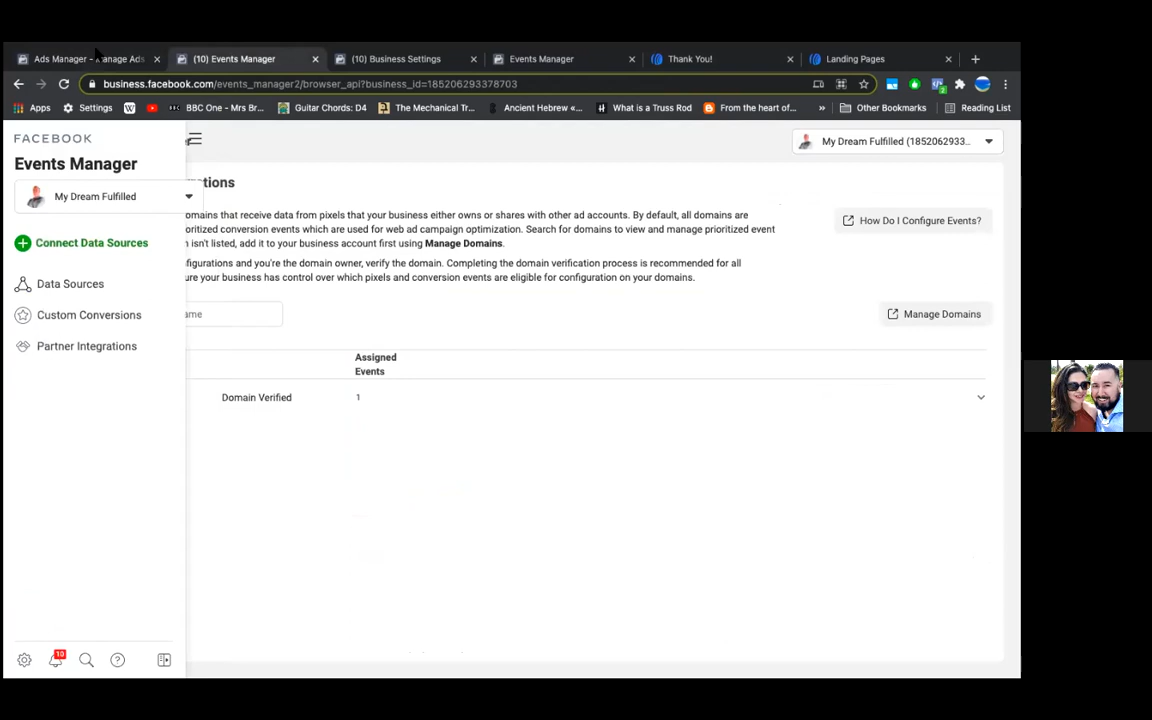 Ads Manager - Manage Ads
(10) Events Manager
(10) Business Settings
Events Manager
Thank You!
Landing Pages
business.facebook.com/events_manager2/browser_api?business_id=185206293378703
Apps
Settings
BBC One - Mrs Br...
Guitar Chords: D4
The Mechanical Tr...
Ancient Hebrew «...
What is a Truss Rod
From the heart of...
»
Other Bookmarks
Reading List
FACEBOOK
Events Manager
My Dream Fulfilled (1852062933...
My Dream Fulfilled
Connect Data Sources
Data Sources
Custom Conversions
Partner Integrations
10
ations
omains that receive data from pixels that your business either owns or shares with other ad accounts. By default, all domains are
oritized conversion events which are used for web ad campaign optimization. Search for domains to view and manage prioritized event
n isn't listed, add it to your business account first using Manage Domains.
figurations and you're the domain owner, verify the domain. Completing the domain verification process is recommended for all
ure your business has control over which pixels and conversion events are eligible for configuration on your domains.
How Do I Configure Events?
ame
Manage Domains
Assigned
Events
Domain Verified
1